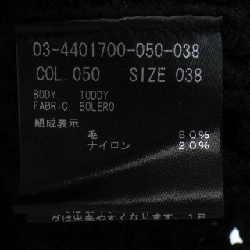 03-4401700-050-038
COL.050 SIZE 038
BODY TODDY
FABRIC BOLERO
組成表示
毛 80%
ナイロン 20%